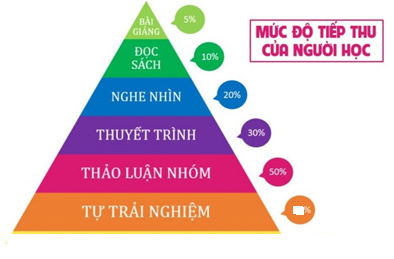 BÀI
GIẢNG
5%
MỨC ĐỘ TIẾP THU
CỦA NGƯỜI HỌC
ĐỌC
SÁCH
10%
NGHE NHÌN
20%
THUYẾT TRÌNH
30%
THẢO LUẬN NHÓM
50%
TỰ TRẢI NGHIỆM
%